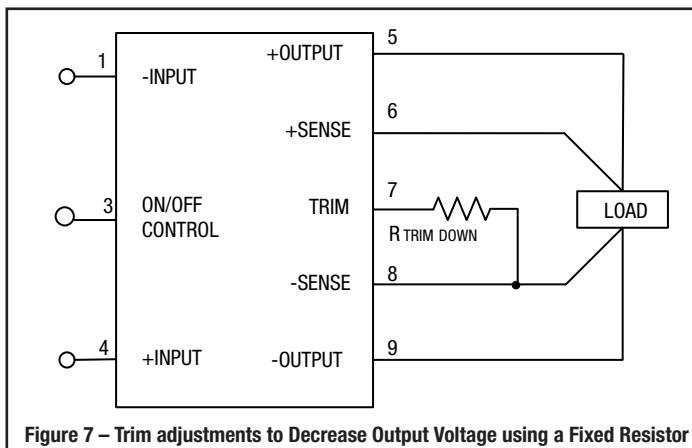 5
+OUTPUT
1
-INPUT
6
+SENSE
7
3
ON/OFF
CONTROL
TRIM
LOAD
R TRIM DOWN
8
-SENSE
4
+INPUT
-OUTPUT
9
Figure 7 – Trim adjustments to Decrease Output Voltage using a Fixed Resistor